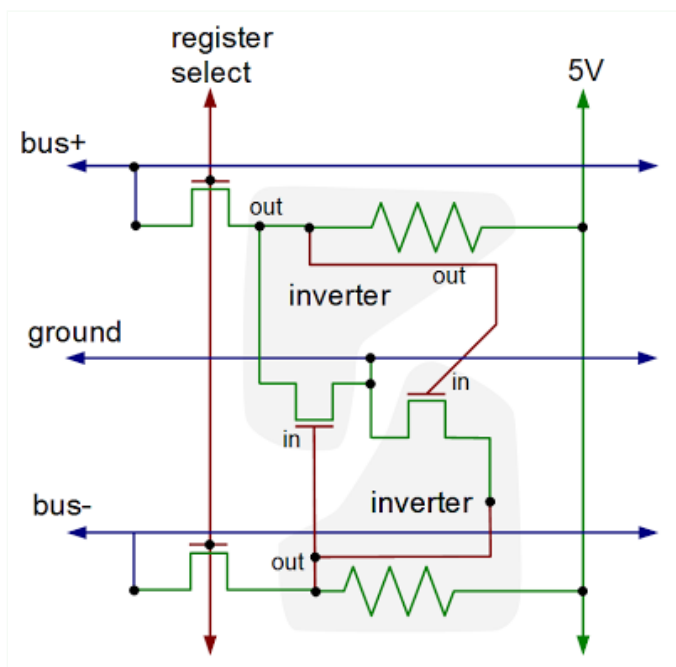 register
select
5V
bus+
out
out
inverter
ground
in
in
inverter
bus-
out